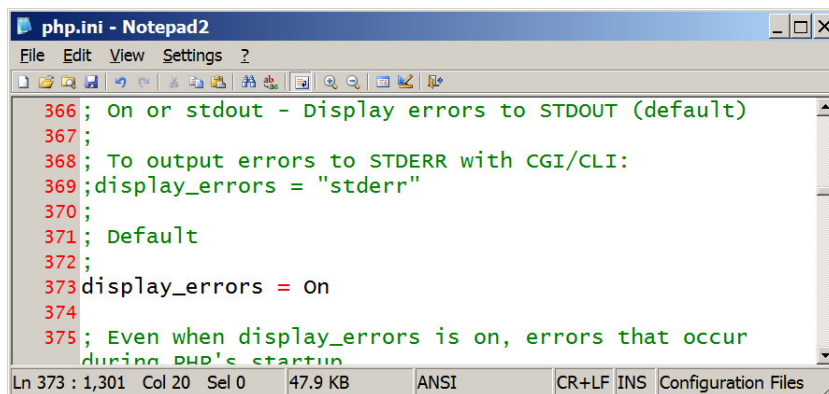 php.ini - Notepad2
File Edit View Settings ?
366; On or stdout - Display errors to STDOUT (default)
367;
368; To output errors to STDERR with CGI/CLI:
369;display_errors = "stderr"
370;
371; Default
372;
373display_errors = On
374
375; Even when display_errors is on, errors that occur
during PHP's startup
Ln 373 : 1,301 Col 20 Sel 0 47.9 KB ANSI CR+LF INS Configuration Files